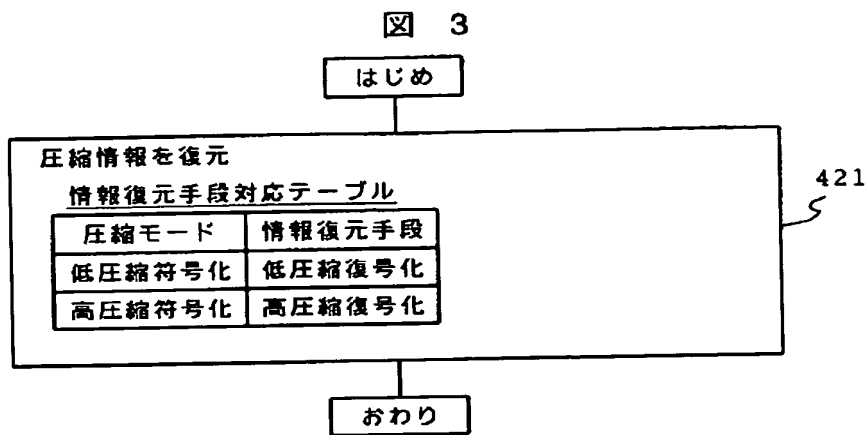 図 3
はじめ
圧縮情報を復元
421
情報復元手段対応テーブル
圧縮モード 情報復元手段
低圧縮符号化 低圧縮復号化
高圧縮符号化 高圧縮復号化
おわり